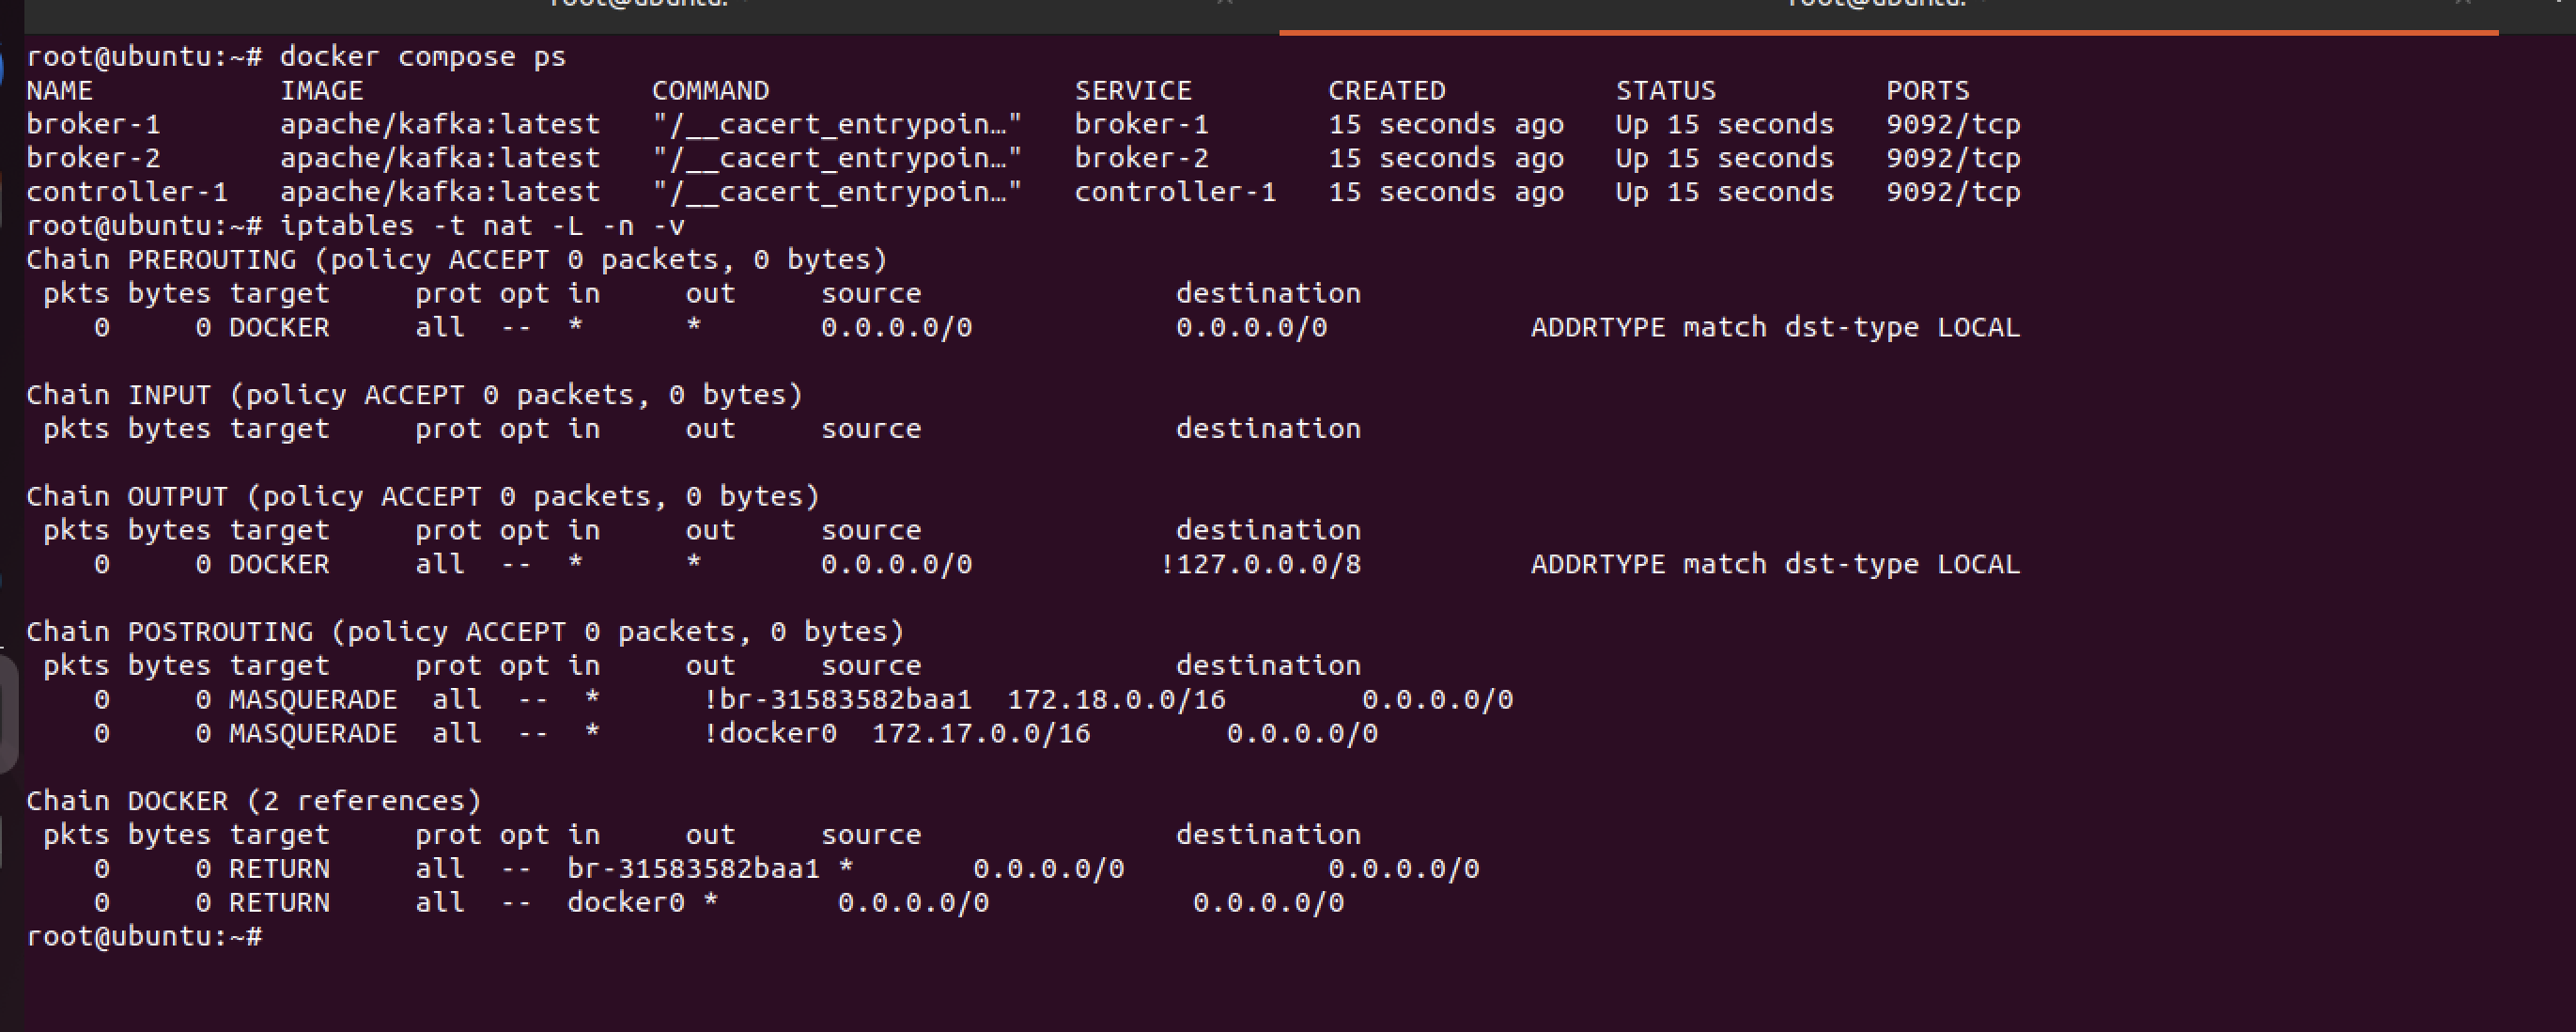 root@ubuntu: root@ubuntu:
root@ubuntu:~# docker compose ps
NAME IMAGE COMMAND SERVICE CREATED STATUS PORTS
broker-1 apache/kafka:latest "/__cacert_entrypoin…" broker-1 15 seconds ago Up 15 seconds 9092/tcp
broker-2 apache/kafka:latest "/__cacert_entrypoin…" broker-2 15 seconds ago Up 15 seconds 9092/tcp
controller-1 apache/kafka:latest "/__cacert_entrypoin…" controller-1 15 seconds ago Up 15 seconds 9092/tcp
root@ubuntu:~# iptables -t nat -L -n -v
Chain PREROUTING (policy ACCEPT 0 packets, 0 bytes)
pkts bytes target prot opt in out source destination
0 0 DOCKER all -- * * 0.0.0.0/0 0.0.0.0/0 ADDRTYPE match dst-type LOCAL
Chain INPUT (policy ACCEPT 0 packets, 0 bytes)
pkts bytes target prot opt in out source destination
Chain OUTPUT (policy ACCEPT 0 packets, 0 bytes)
pkts bytes target prot opt in out source destination
0 0 DOCKER all -- * * 0.0.0.0/0 !127.0.0.0/8 ADDRTYPE match dst-type LOCAL
Chain POSTROUTING (policy ACCEPT 0 packets, 0 bytes)
pkts bytes target prot opt in out source destination
0 0 MASQUERADE all -- * !br-31583582baa1 172.18.0.0/16 0.0.0.0/0
0 0 MASQUERADE all -- * !docker0 172.17.0.0/16 0.0.0.0/0
Chain DOCKER (2 references)
pkts bytes target prot opt in out source destination
0 0 RETURN all -- br-31583582baa1 * 0.0.0.0/0 0.0.0.0/0
0 0 RETURN all -- docker0 * 0.0.0.0/0 0.0.0.0/0
root@ubuntu:~#